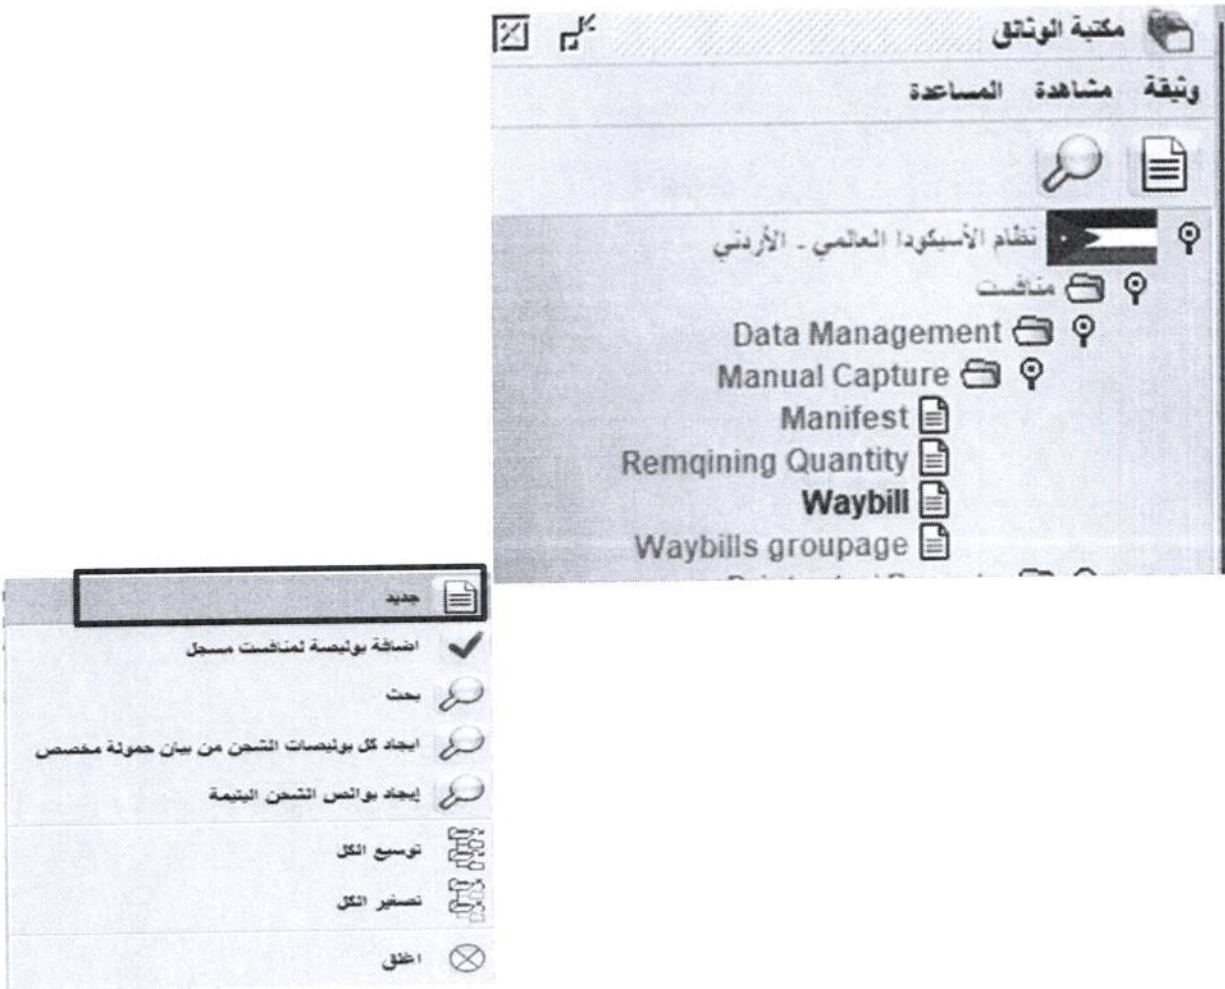 مكتبة الوثائق
وثيقة مشاهدة المساعدة
نظام الأسيكودا العالمي - الأردني
منافست
Data Management
Manual Capture
Manifest
Remqining Quantity
Waybill
Waybills groupage
جديد
اضافة بوليصة لمنافست مسجل
بحث
ايجاد كل بوليصات الشحن من بيان حمولة مخصص
إيجاد بوالص الشحن اليتيمة
توسيع الكل
تصغير الكل
اغلق